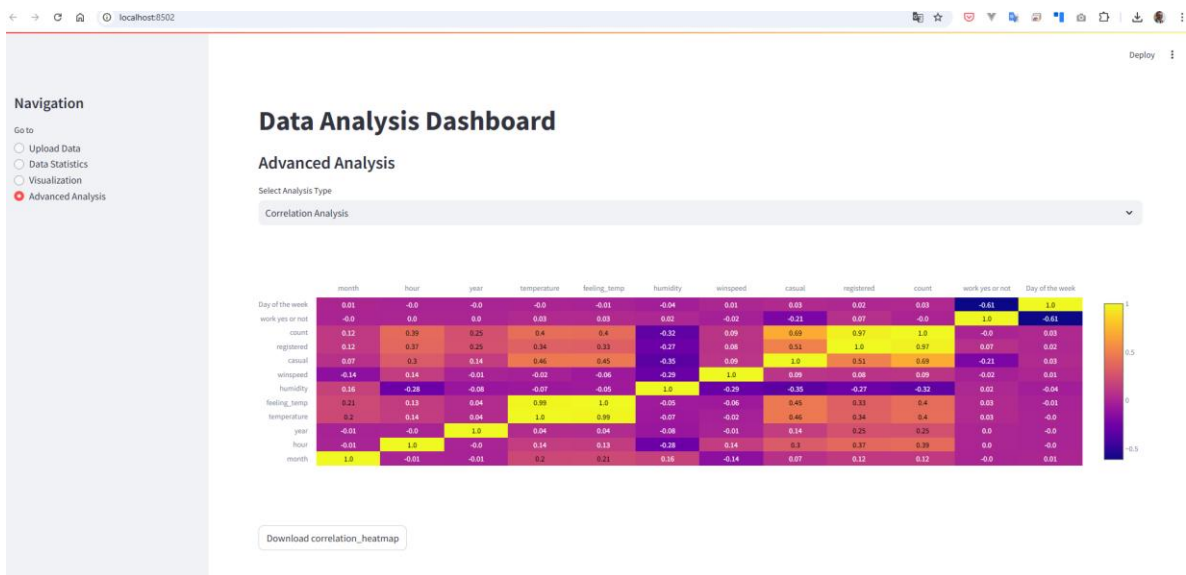 localhost:8502
Deploy
Navigation
Go to
Upload Data
Data Statistics
Visualization
Advanced Analysis
Data Analysis Dashboard
Advanced Analysis
Select Analysis Type
Correlation Analysis
month hour year temperature feeling_temp humidity winspeed casual registered count work yes or not Day of the week
Day of the week 0.01 -0.0 -0.0 -0.0 -0.01 -0.04 0.01 0.03 0.02 0.03 -0.61 1.0
work yes or not -0.0 0.0 0.0 0.03 0.03 0.02 -0.02 -0.21 0.07 -0.0 1.0 -0.61
count 0.12 0.39 0.25 0.4 0.4 -0.32 0.09 0.69 0.97 1.0 -0.0 0.03
registered 0.12 0.37 0.25 0.34 0.33 -0.27 0.08 0.51 1.0 0.97 0.07 0.02
casual 0.07 0.3 0.14 0.46 0.45 -0.35 0.09 1.0 0.51 0.69 -0.21 0.03
winspeed -0.14 0.14 -0.01 -0.02 -0.06 -0.29 1.0 0.09 0.08 0.09 -0.02 0.01
humidity 0.16 -0.28 -0.08 -0.07 -0.05 1.0 -0.29 -0.35 -0.27 -0.32 0.02 -0.04
feeling_temp 0.21 0.13 0.04 0.99 1.0 -0.05 -0.06 0.45 0.33 0.4 0.03 -0.01
temperature 0.2 0.14 0.04 1.0 0.99 -0.07 -0.02 0.46 0.34 0.4 0.03 -0.0
year -0.01 -0.0 1.0 0.04 0.04 -0.08 -0.01 0.14 0.25 0.25 0.0 -0.0
hour -0.01 1.0 -0.0 0.14 0.13 -0.28 0.14 0.3 0.37 0.39 0.0 -0.0
month 1.0 -0.01 -0.01 0.2 0.21 0.16 -0.14 0.07 0.12 0.12 -0.0 0.01
1
0.5
0
-0.5
Download correlation_heatmap